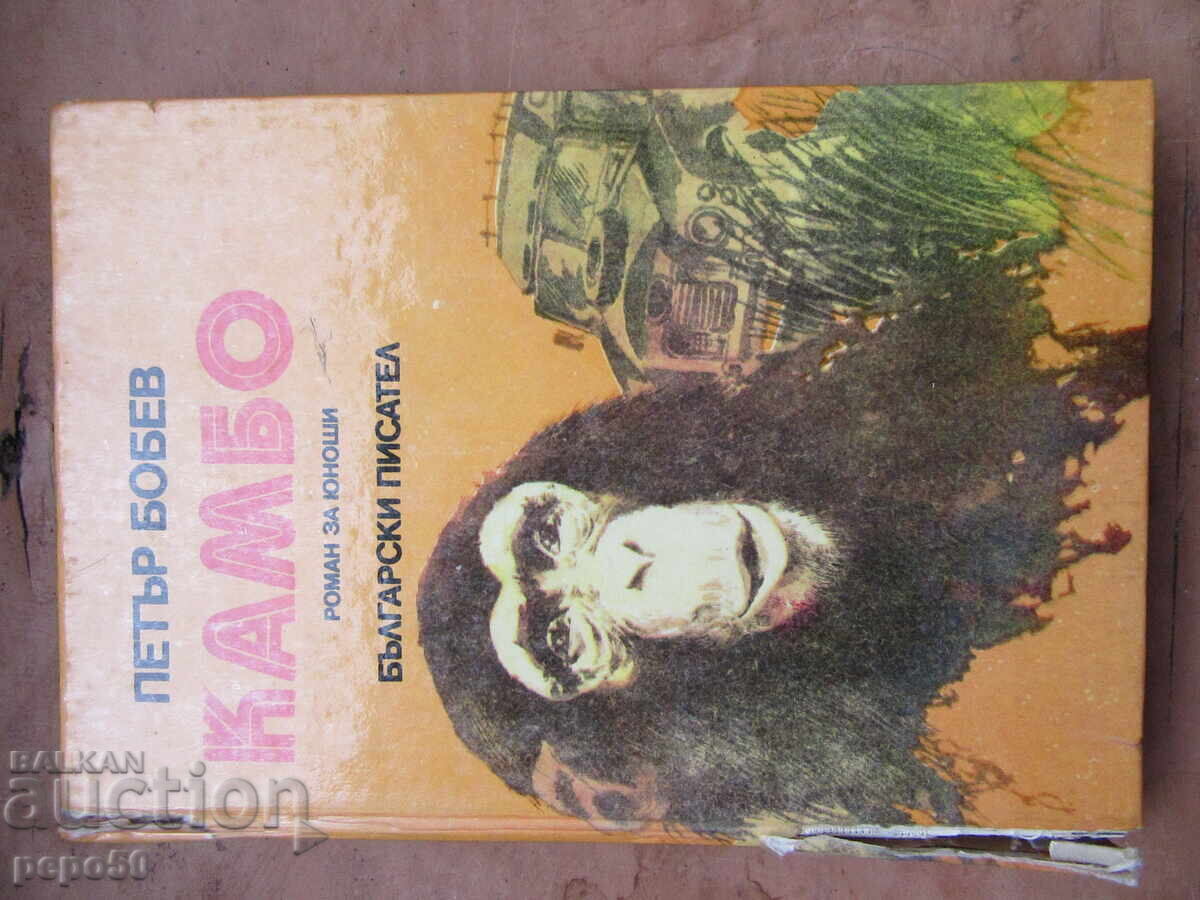 ПЕТЪР БОБЕВ
КАМБО
РОМАН ЗА ЮНОШИ
БЪЛГАРСКИ ПИСАТЕЛ
BALKAN
auction
pepo50